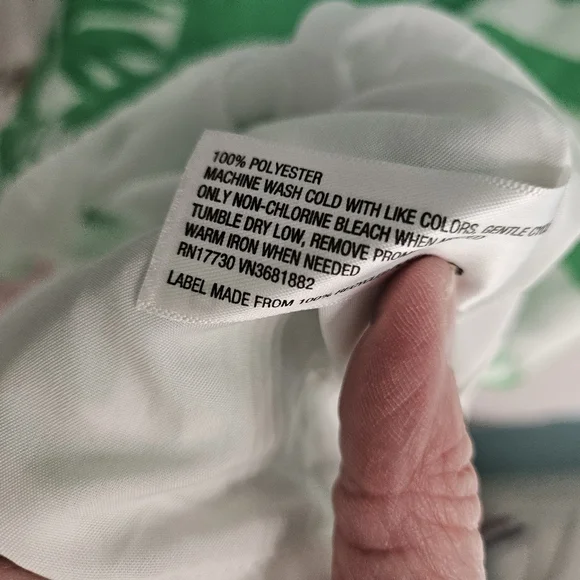 100% POLYESTER
MACHINE WASH COLD WITH LIKE COLORS, GENTLE
ONLY NON-CHLORINE BLEACH WHEN
TUMBLE DRY LOW, REMOVE
WARM IRON WHEN NEEDED
RN17730 VN3681882
LABEL MADE FROM 100%